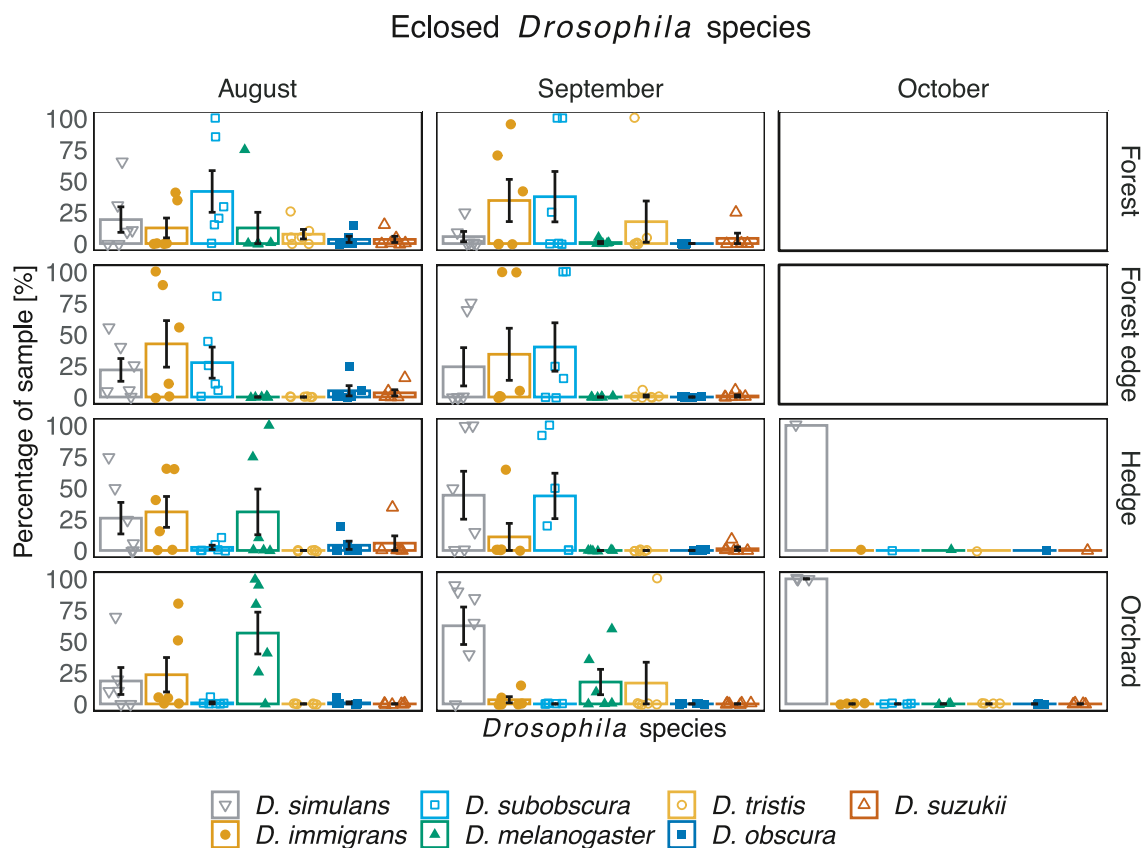 Eclosed Drosophila species
August September October
Percentage of sample [%]
100
75
50
25
0
Forest
100
75
50
25
0
Forest edge
100
75
50
25
0
Hedge
100
75
50
25
0
Orchard
Drosophila species
D. simulans D. subobscura D. tristis D. suzukii
D. immigrans D. melanogaster D. obscura